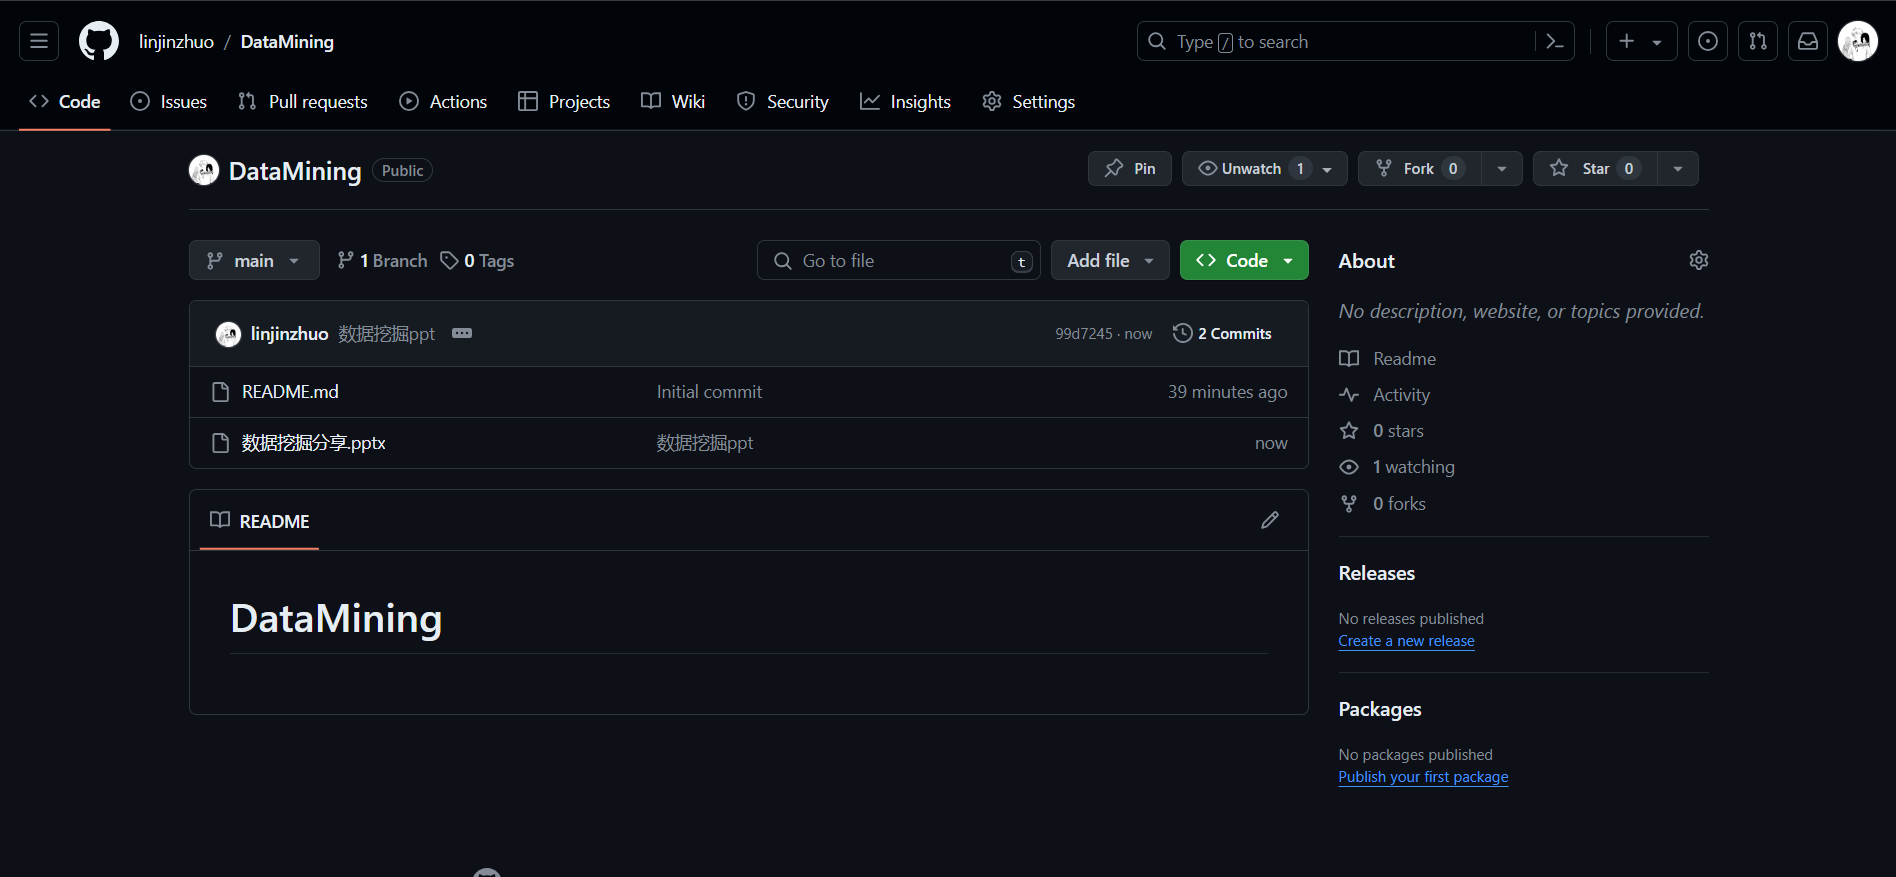 linjinzhuo / DataMining
Type / to search
Code Issues Pull requests Actions Projects Wiki Security Insights Settings
DataMining Public
Pin Unwatch 1 Fork 0 Star 0
main 1 Branch 0 Tags
Go to file t
Add file
Code
linjinzhuo 数据挖掘ppt
99d7245 · now 2 Commits
README.md Initial commit 39 minutes ago
数据挖掘分享.pptx 数据挖掘ppt now
README
DataMining
About
No description, website, or topics provided.
Readme
Activity
0 stars
1 watching
0 forks
Releases
No releases published
Create a new release
Packages
No packages published
Publish your first package